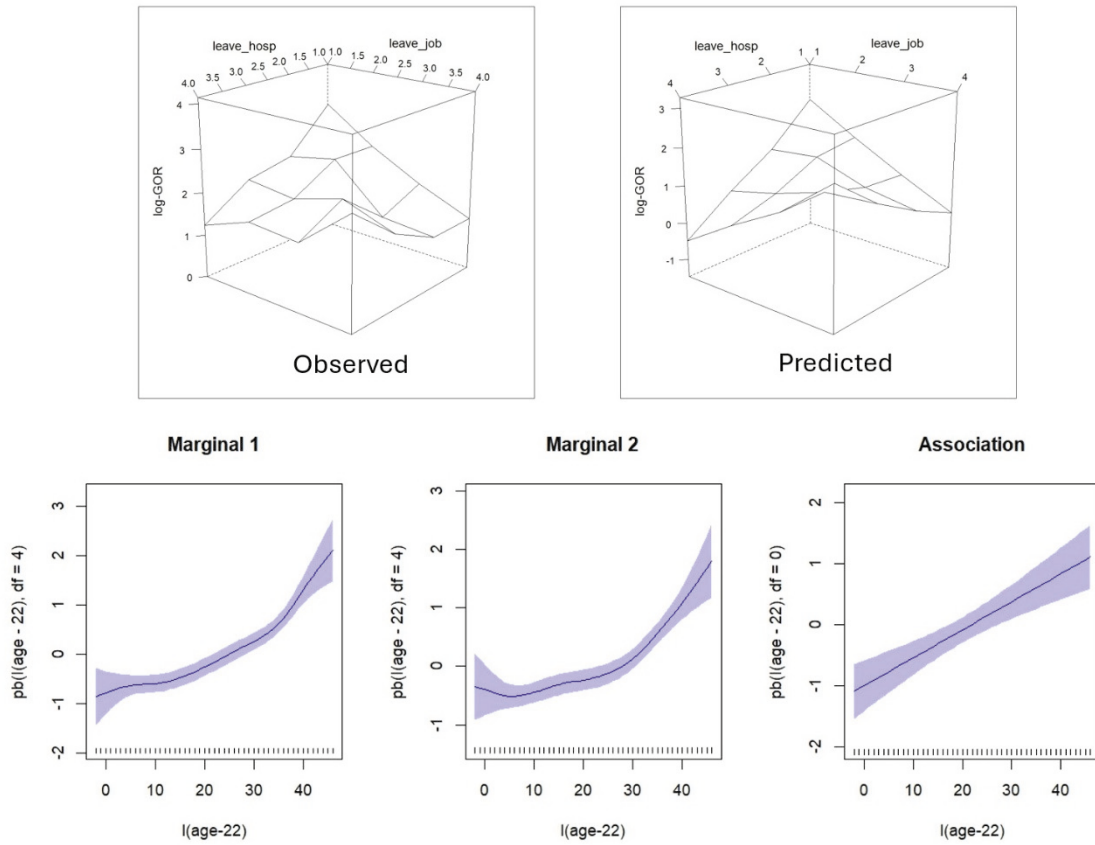 leave_hosp leave_job
4.0 3.5 3.0 2.5 2.0 1.5 1.0 1.0 1.5 2.0 2.5 3.0 3.5 4.0
log-GOR
4
3
2
1
0
Observed
leave_hosp leave_job
4 3 2 1 1 2 3 4
log-GOR
3
2
1
0
-1
Predicted
Marginal 1
pb(I(age - 22), df = 4)
3
2
1
0
-1
-2
0 10 20 30 40
I(age-22)
Marginal 2
pb(I(age - 22), df = 4)
3
2
1
0
-1
0 10 20 30 40
I(age-22)
Association
pb(I(age - 22), df = 0)
2
1
0
-1
-2
0 10 20 30 40
I(age-22)